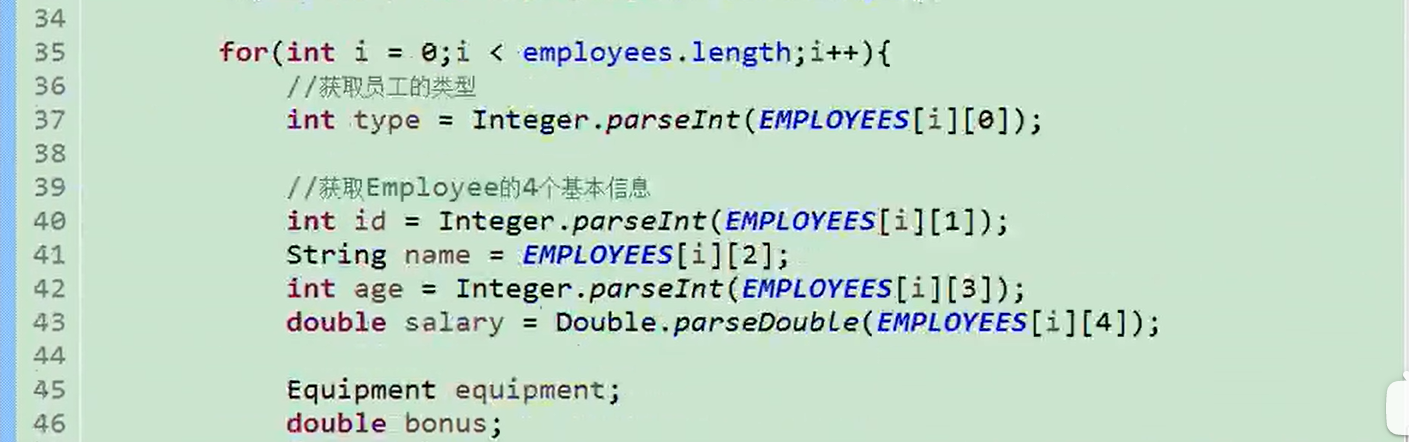 34
35 for(int i = 0;i < employees.length;i++){
36 //获取员工的类型
37 int type = Integer.parseInt(EMPLOYEES[i][0]);
38
39 //获取Employee的4个基本信息
40 int id = Integer.parseInt(EMPLOYEES[i][1]);
41 String name = EMPLOYEES[i][2];
42 int age = Integer.parseInt(EMPLOYEES[i][3]);
43 double salary = Double.parseDouble(EMPLOYEES[i][4]);
44
45 Equipment equipment;
46 double bonus;